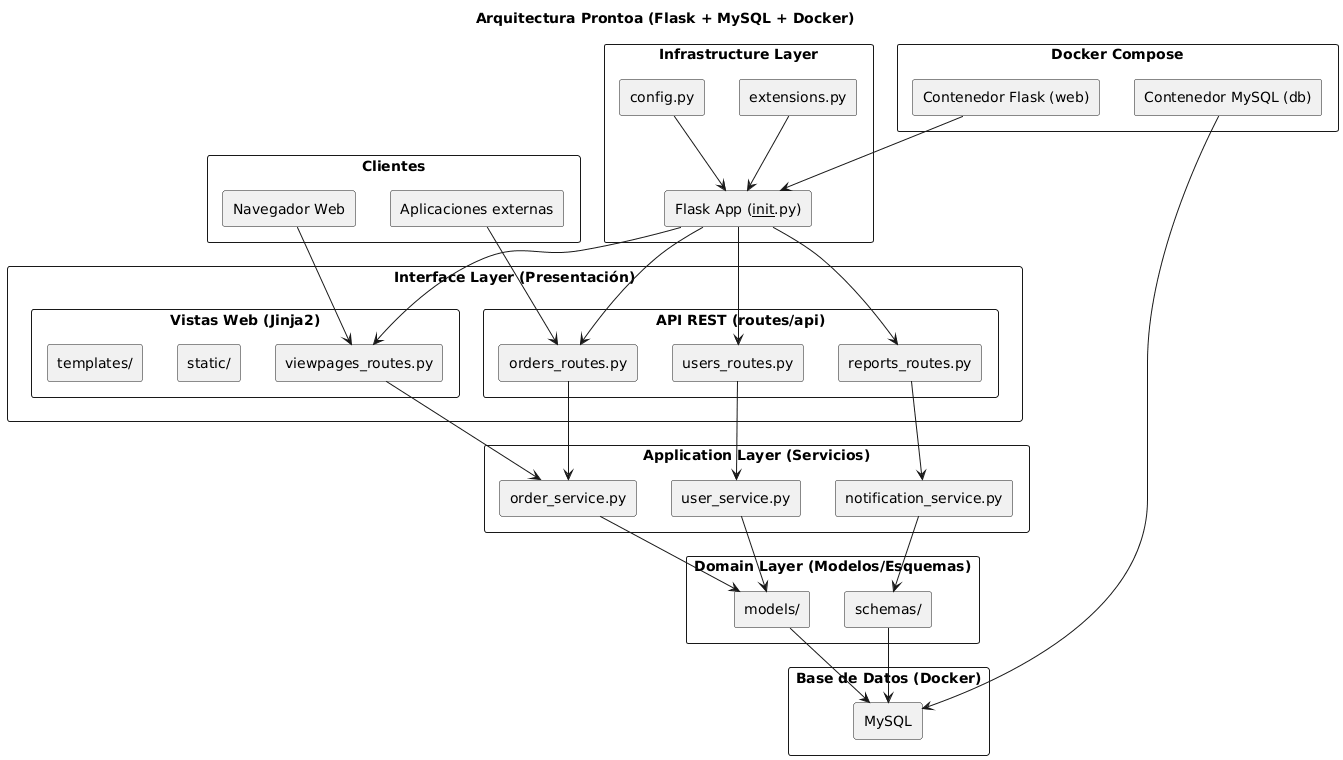 Arquitectura Prontoa (Flask + MySQL + Docker)
Infrastructure Layer
config.py
extensions.py
Flask App (init.py)
Docker Compose
Contenedor Flask (web)
Contenedor MySQL (db)
Clientes
Navegador Web
Aplicaciones externas
Interface Layer (Presentación)
Vistas Web (Jinja2)
templates/
static/
viewpages_routes.py
API REST (routes/api)
orders_routes.py
users_routes.py
reports_routes.py
Application Layer (Servicios)
order_service.py
user_service.py
notification_service.py
Domain Layer (Modelos/Esquemas)
models/
schemas/
Base de Datos (Docker)
MySQL